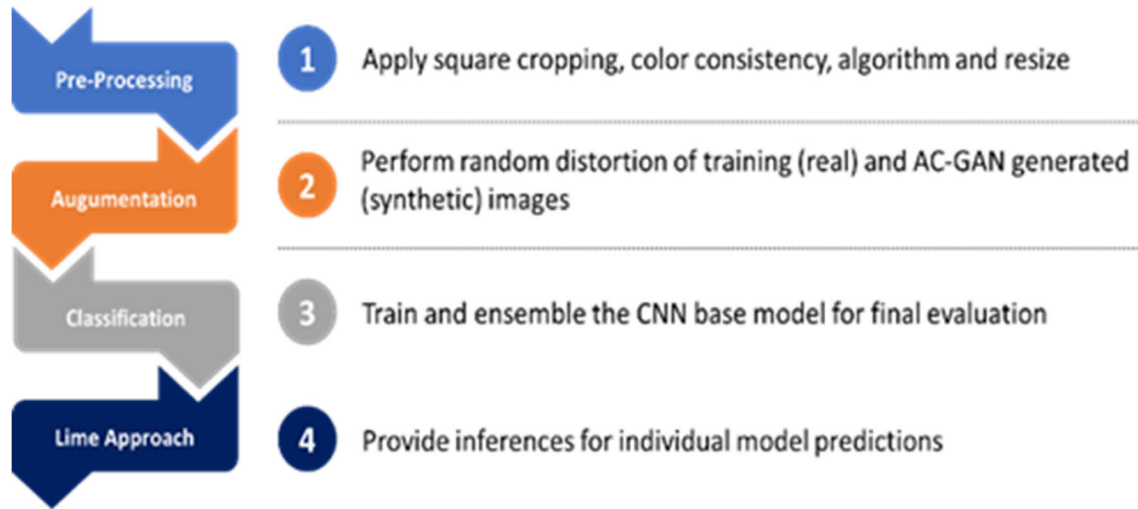 Pre-Processing
1
Apply square cropping, color consistency, algorithm and resize
Augumentation
2
Perform random distortion of training (real) and AC-GAN generated
(synthetic) images
Classification
3
Train and ensemble the CNN base model for final evaluation
Lime Approach
4
Provide inferences for individual model predictions